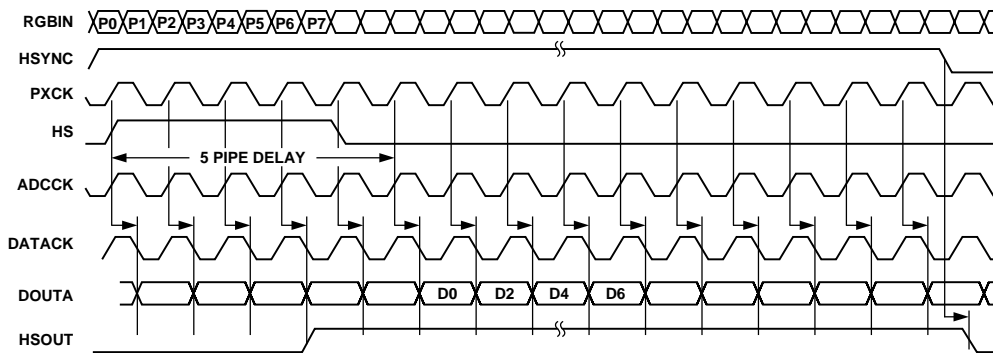 RGBIN P0 P1 P2 P3 P4 P5 P6 P7
HSYNC
PXCK
HS
5 PIPE DELAY
ADCCK
DATACK
DOUTA D0 D2 D4 D6
HSOUT